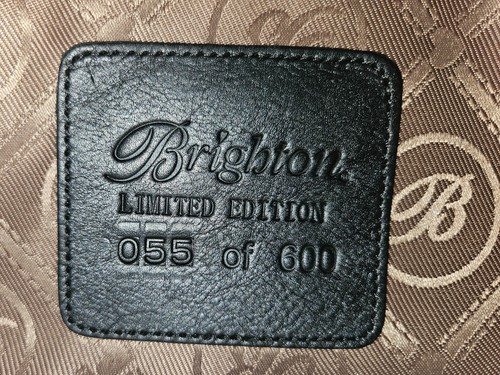 Brighton
LIMITED EDITION
055 of 600
B